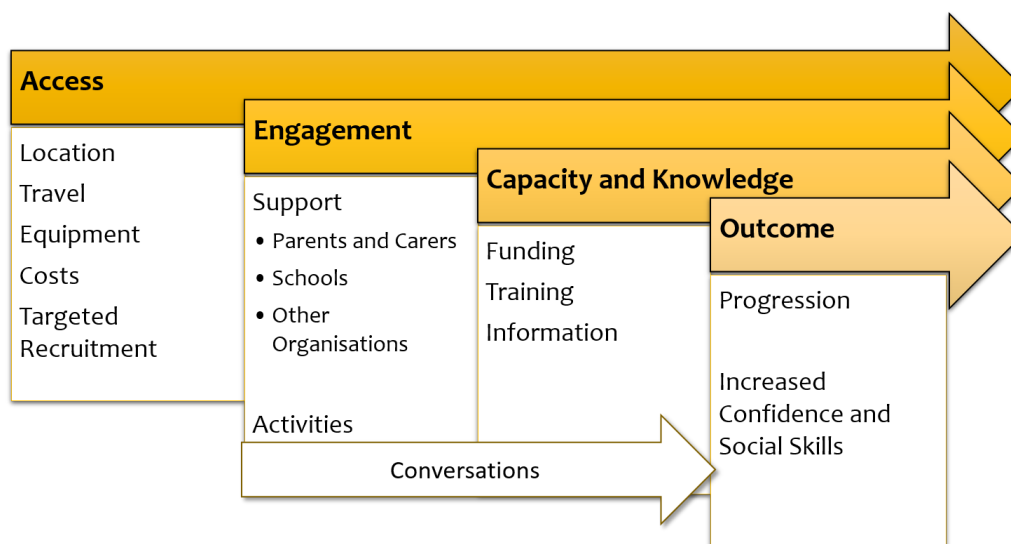 Access
Location
Travel
Equipment
Costs
Targeted
Recruitment
Engagement
Support
• Parents and Carers
• Schools
• Other
Organisations
Activities
Capacity and Knowledge
Funding
Training
Information
Outcome
Progression
Increased
Confidence and
Social Skills
Conversations